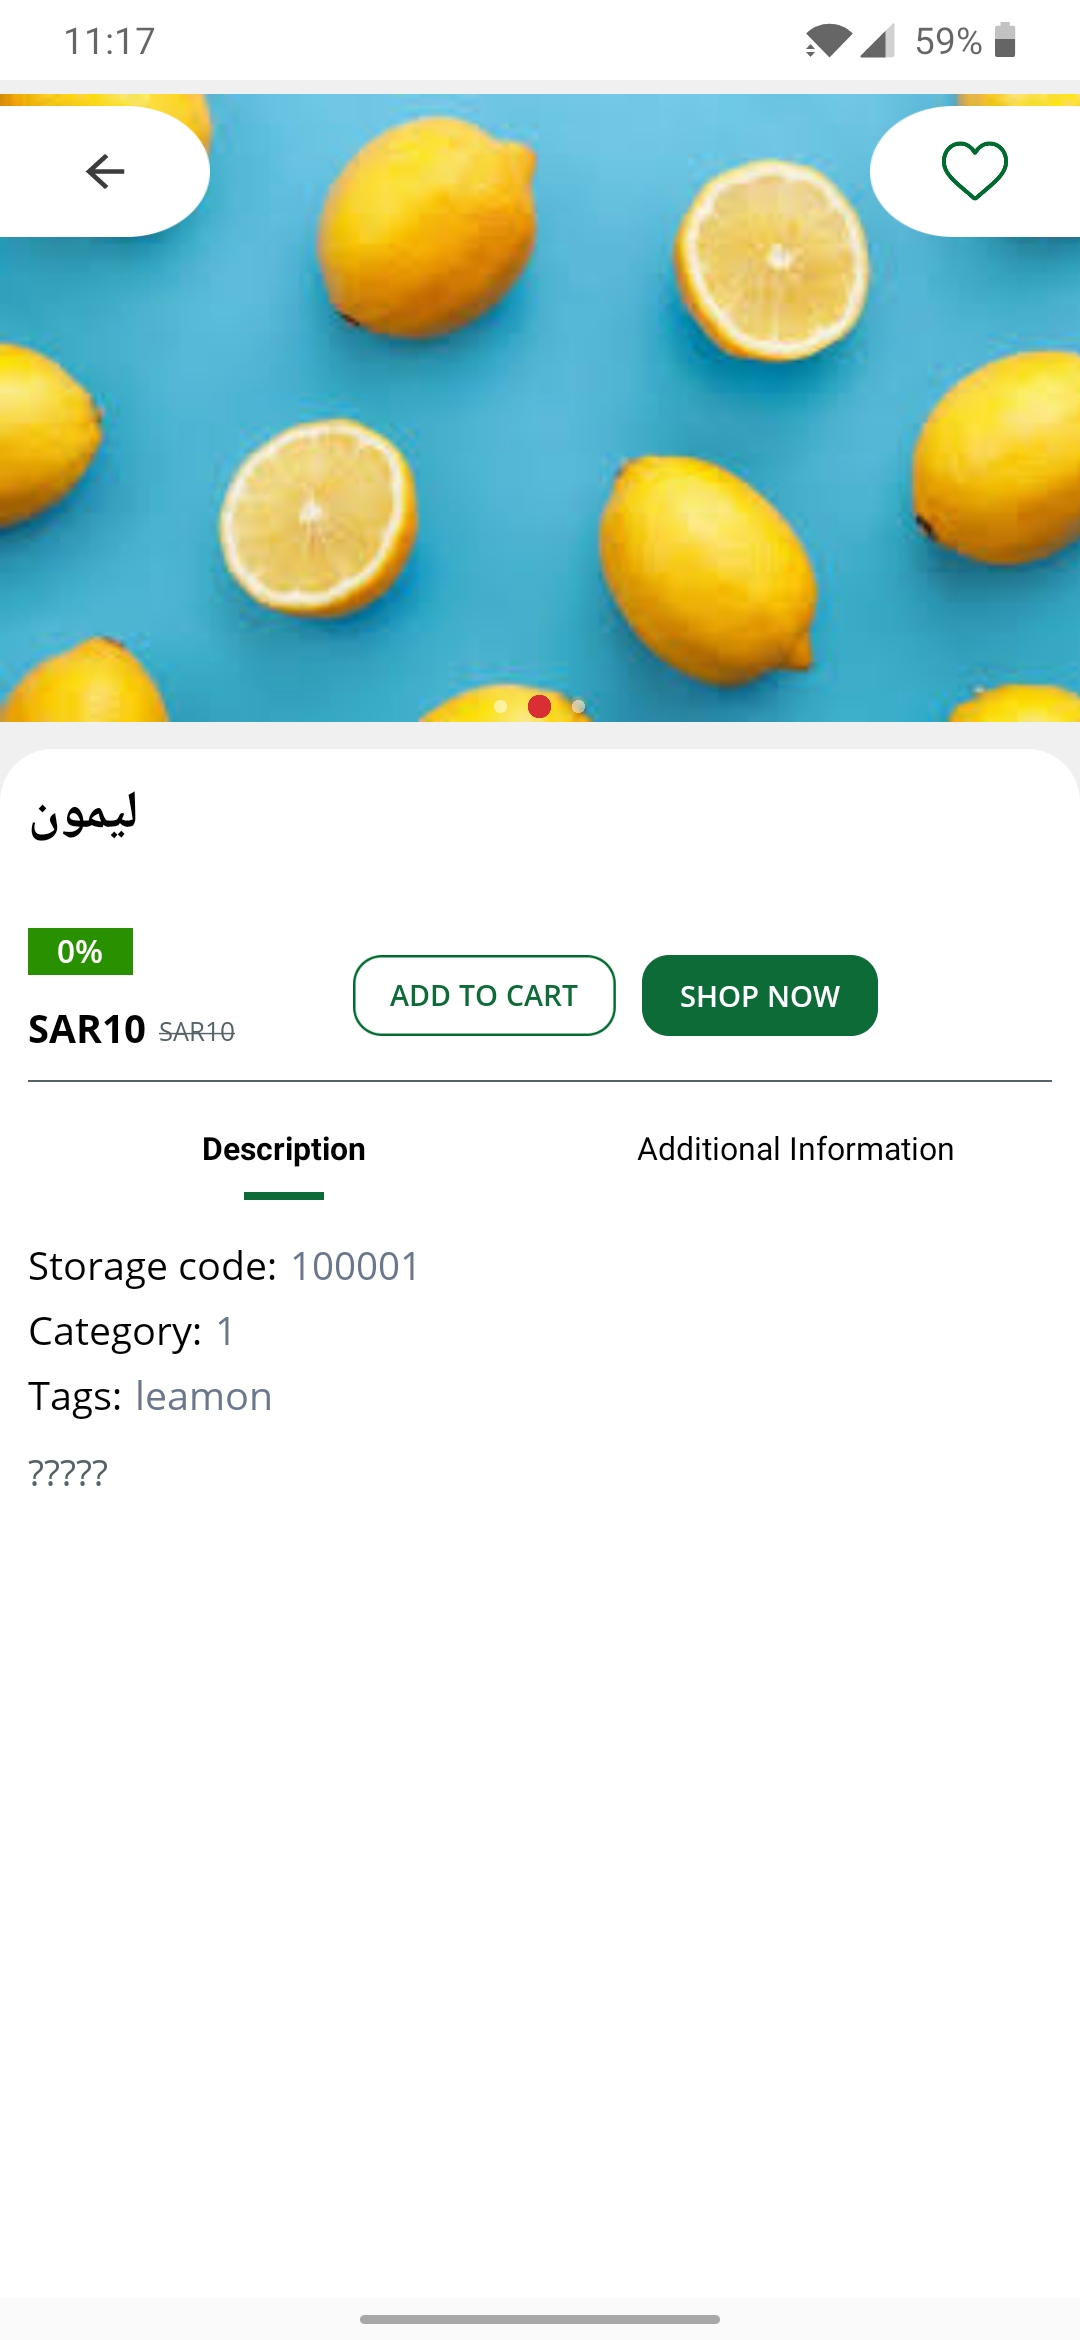 11:17 59%
ليمون
0%
SAR10 SAR10
ADD TO CART SHOP NOW
Description Additional Information
Storage code: 100001
Category: 1
Tags: leamon
?????